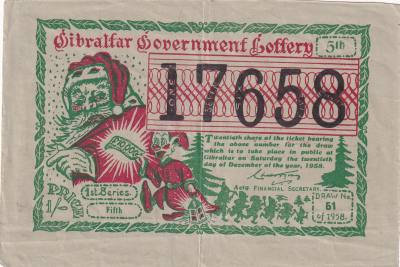 Gibraltar Government Lottery
5th
17658
PRIZES
Twentieth share of the ticket bearing
the above number for the draw
which is to take place in public at
Gibraltar on Saturday the twentieth
day of December of the year, 1958.
Actg FINANCIAL SECRETARY.
PRICE
1/-
1st Series.
Fifth
DRAW No.
51
of 1958.